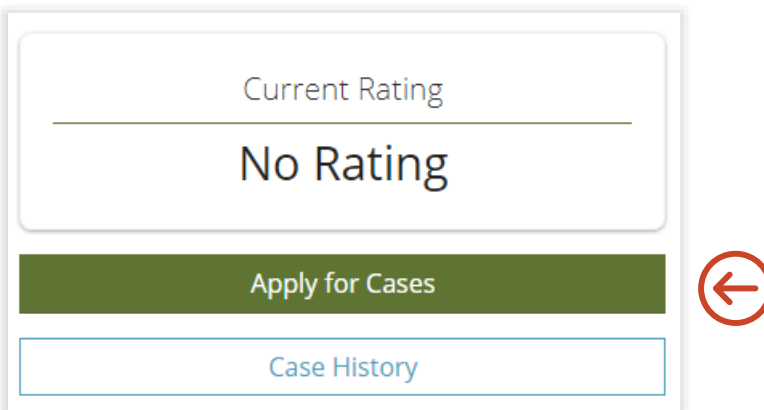 Current Rating
No Rating
Apply for Cases
Case History